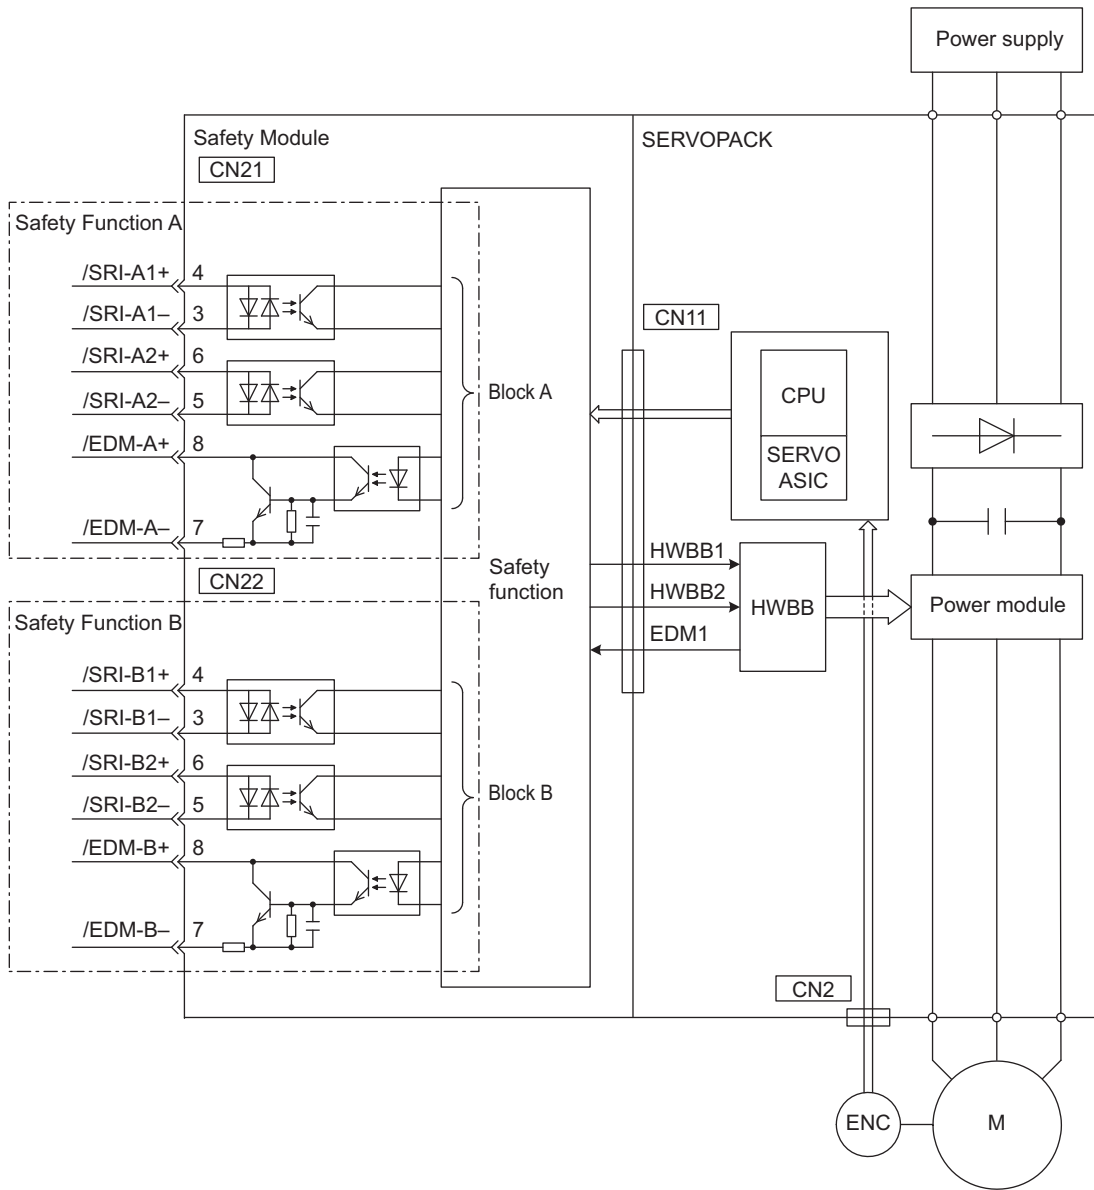 Power supply
Safety Module
SERVOPACK
CN21
Safety Function A
/SRI-A1+ 4
/SRI-A1– 3
/SRI-A2+ 6
/SRI-A2– 5
/EDM-A+ 8
/EDM-A– 7
Block A
CN11
CPU
SERVO
ASIC
CN22
Safety
function
HWBB1
HWBB2
EDM1
HWBB
Power module
Safety Function B
/SRI-B1+ 4
/SRI-B1– 3
/SRI-B2+ 6
/SRI-B2– 5
/EDM-B+ 8
/EDM-B– 7
Block B
CN2
ENC
M